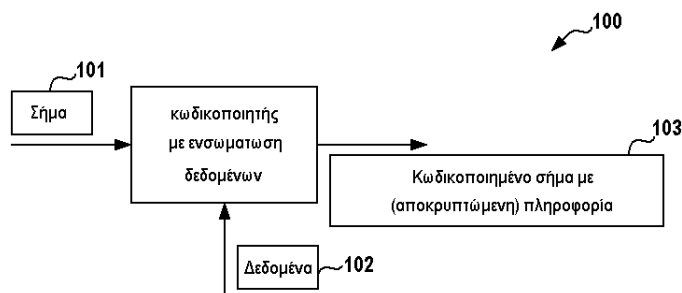 100
101
Σήμα
κωδικοποιητής
με ενσωματωση
δεδομένων
103
Κωδικοποιημένο σήμα με
(αποκρυπτώμενη) πληροφορία
Δεδομένα
102